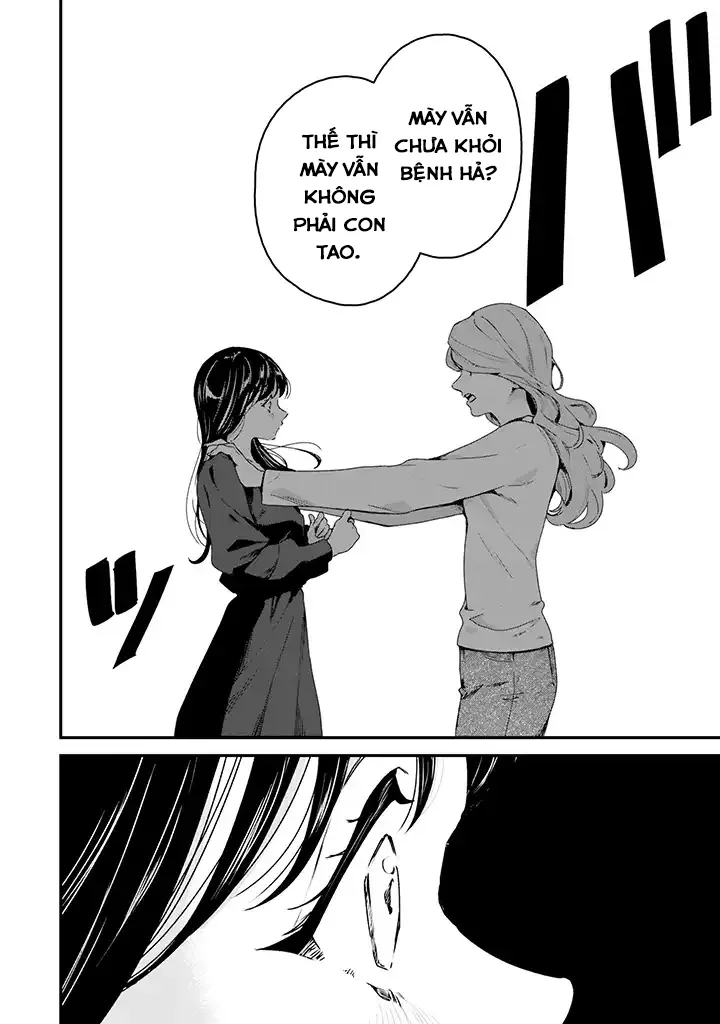 MÀY VẪN
CHƯA KHỎI
BỆNH HẢ?
THẾ THÌ
MÀY VẪN
KHÔNG
PHẢI CON
TAO.